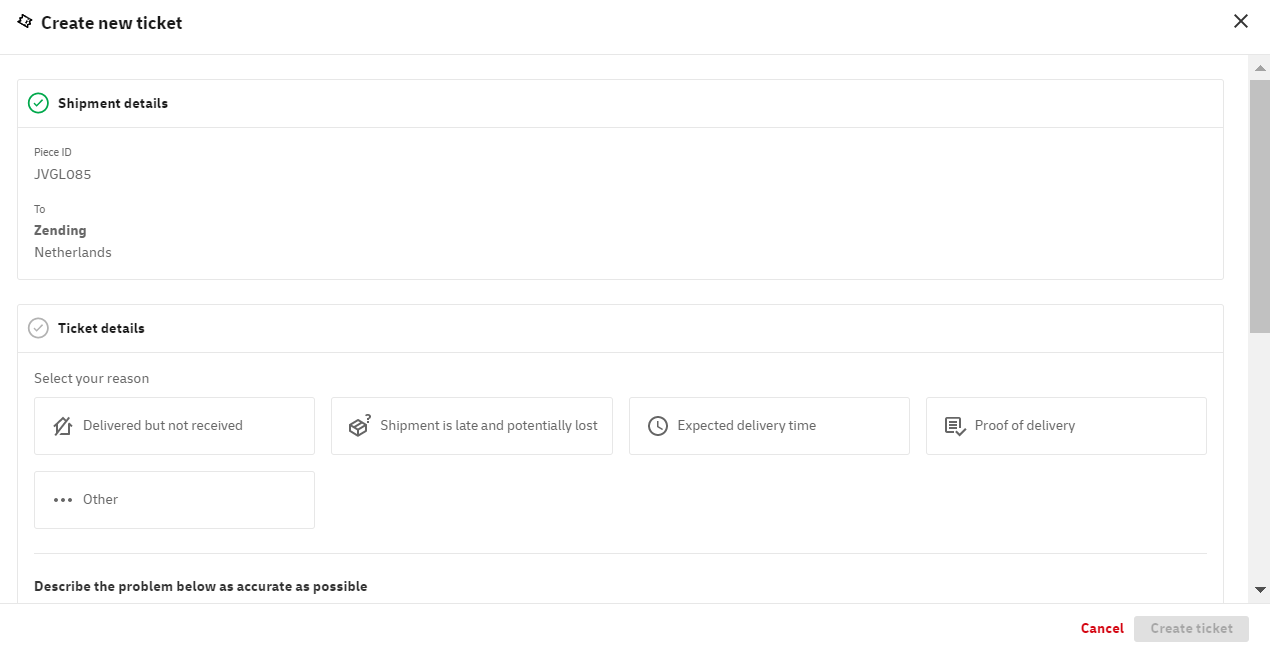 Create new ticket
Shipment details
Piece ID
JVGL085
To
Zending
Netherlands
Ticket details
Select your reason
Delivered but not received
Shipment is late and potentially lost
Expected delivery time
Proof of delivery
Other
Describe the problem below as accurate as possible
Cancel
Create ticket